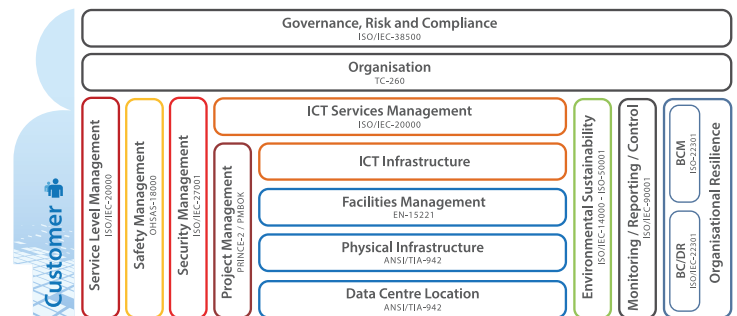 Governance, Risk and Compliance
ISO/IEC-38500
Organisation
TC-260
Customer
Service Level Management
ISO/IEC-20000
Safety Management
OHSAS-18000
Security Management
ISO/IEC-27001
ICT Services Management
ISO/IEC-20000
Project Management
PRINCE-2 / PMBOK
ICT Infrastructure
Facilities Management
EN-15221
Physical Infrastructure
ANSI/TIA-942
Data Centre Location
ANSI/TIA-942
Environmental Sustainability
ISO/IEC-14000 - ISO-50001
Monitoring / Reporting / Control
ISO/IEC-90001
BCM
ISO-22301
BC/DR
ISO/IEC-22301
Organisational Resilience